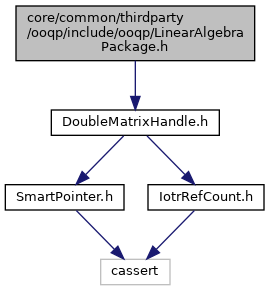 core/common/thirdparty
/ooqp/include/ooqp/LinearAlgebra
Package.h
DoubleMatrixHandle.h
SmartPointer.h
IotrRefCount.h
cassert